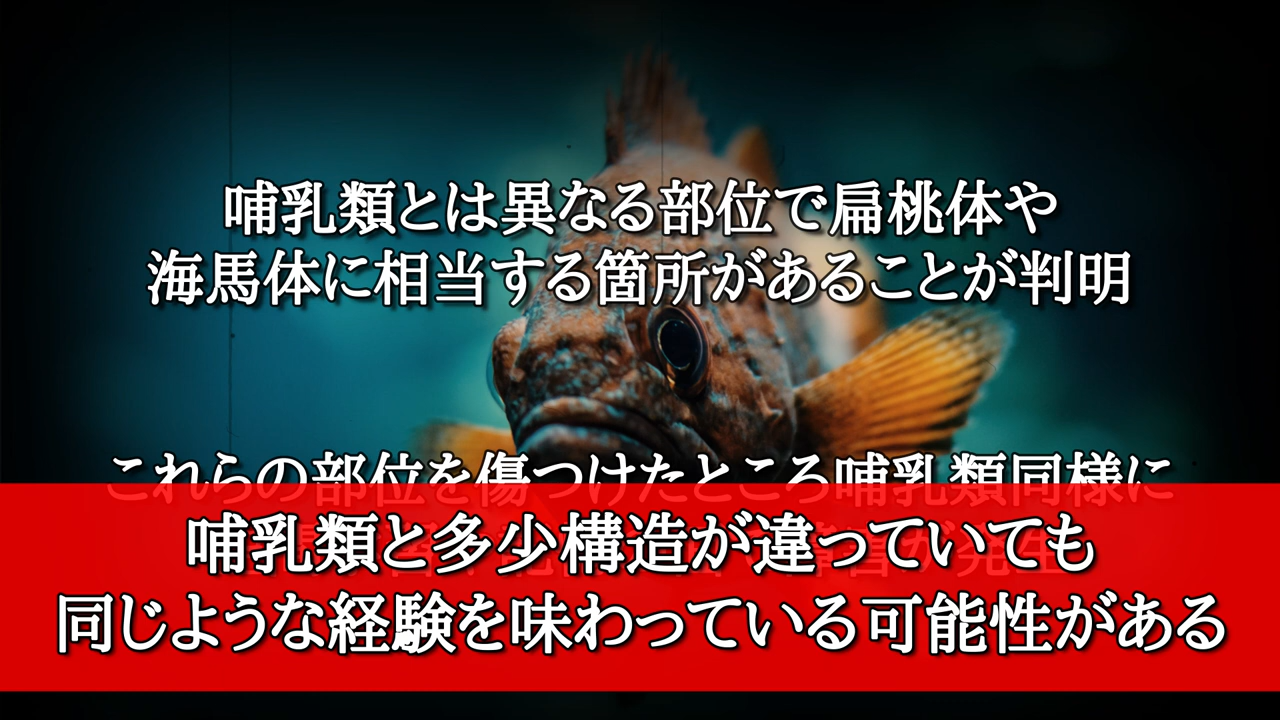 哺乳類とは異なる部位で扁桃体や
海馬体に相当する箇所があることが判明
これらの部位を傷つけたところ哺乳類同様に
哺乳類と多少構造が違っていても
同じような経験を味わっている可能性がある